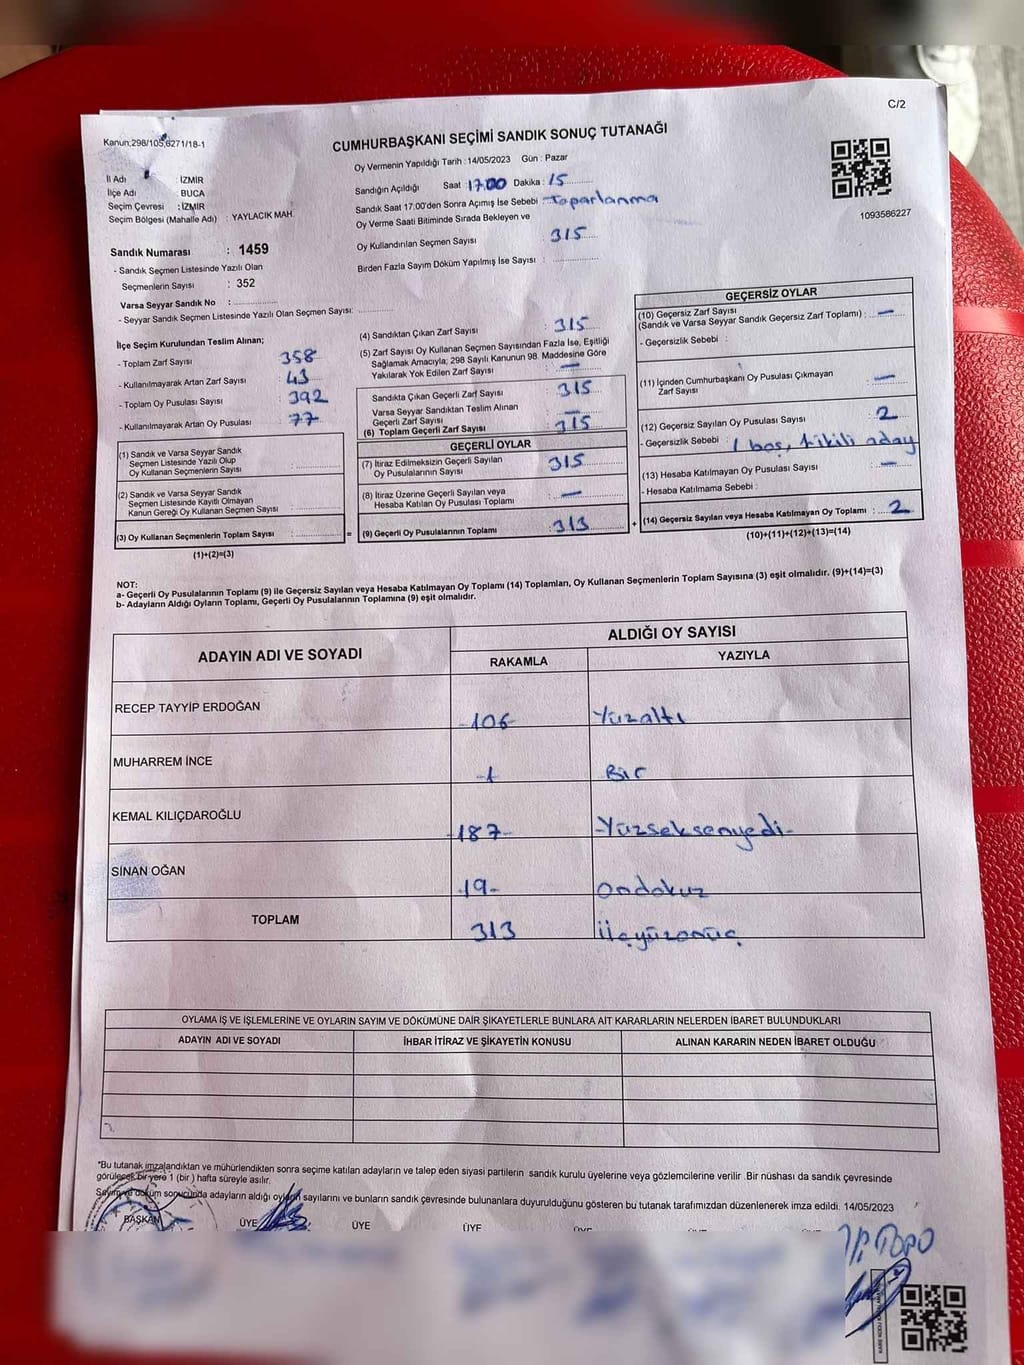 C/2
Kanun:298/105,6271/18-1
CUMHURBAŞKANI SEÇİMİ SANDIK SONUÇ TUTANAĞI
Oy Vermenin Yapıldığı Tarih : 14/05/2023 Gün : Pazar
İl Adı : İZMİR
İlçe Adı : BUCA
Seçim Çevresi : İZMİR
Seçim Bölgesi (Mahalle Adı) : YAYLACIK MAH.
Sandığın Açıldığı Saat : 17:00 Dakika : 15
Sandık Saat 17.00'den Sonra Açımış İse Sebebi : Toparlanma
Oy Verme Saati Bitiminde Sırada Bekleyen ve
Oy Kullandırılan Seçmen Sayısı 315
Birden Fazla Sayım Döküm Yapılmış İse Sayısı :
1093586227
Sandık Numarası : 1459
- Sandık Seçmen Listesinde Yazılı Olan
Seçmenlerin Sayısı : 352
Varsa Seyyar Sandık No :
- Seyyar Sandık Seçmen Listesinde Yazılı Olan Seçmen Sayısı:
İlçe Seçim Kurulundan Teslim Alınan;
- Toplam Zarf Sayısı : 358
- Kullanılmayarak Artan Zarf Sayısı : 43
- Toplam Oy Pusulası Sayısı : 392
- Kullanılmayarak Artan Oy Pusulası : 77
(1) Sandık ve Varsa Seyyar Sandık
Seçmen Listesinde Yazılı Olup
Oy Kullanan Seçmenlerin Sayısı :
(2) Sandık ve Varsa Seyyar Sandık
Seçmen Listesinde Kayıtlı Olmayan
Kanun Gereği Oy Kullanan Seçmen Sayısı :
(3) Oy Kullanan Seçmenlerin Toplam Sayısı : =
(1)+(2)=(3)
(4) Sandıktan Çıkan Zarf Sayısı : 315
(5) Zarf Sayısı Oy Kullanan Seçmen Sayısından Fazla İse, Eşitliği
Sağlamak Amacıyla; 298 Sayılı Kanunun 98. Maddesine Göre
Yakılarak Yok Edilen Zarf Sayısı : —
Sandıkta Çıkan Geçerli Zarf Sayısı : 315
Varsa Seyyar Sandıktan Teslim Alınan
Geçerli Zarf Sayısı : —
(6) Toplam Geçerli Zarf Sayısı : 315
GEÇERLİ OYLAR
(7) İtiraz Edilmeksizin Geçerli Sayılan
Oy Pusulalarının Sayısı : 315
(8) İtiraz Üzerine Geçerli Sayılan veya
Hesaba Katılan Oy Pusulası Toplamı : —
(9) Geçerli Oy Pusulalarının Toplamı : 313 +
GEÇERSİZ OYLAR
(10) Geçersiz Zarf Sayısı
(Sandık ve Varsa Seyyar Sandık Geçersiz Zarf Toplamı) : —
- Geçersizlik Sebebi :
(11) İçinden Cumhurbaşkanı Oy Pusulası Çıkmayan
Zarf Sayısı : —
(12) Geçersiz Sayılan Oy Pusulası Sayısı : 2
- Geçersizlik Sebebi : 1 boş, 1 ikili aday
(13) Hesaba Katılmayan Oy Pusulası Sayısı : —
- Hesaba Katılmama Sebebi :
(14) Geçersiz Sayılan veya Hesaba Katılmayan Oy Toplamı : 2
(10)+(11)+(12)+(13)=(14)
NOT:
a- Geçerli Oy Pusulalarının Toplamı (9) ile Geçersiz Sayılan veya Hesaba Katılmayan Oy Toplamı (14) Toplamları, Oy Kullanan Seçmenlerin Toplam Sayısına (3) eşit olmalıdır. (9)+(14)=(3)
b- Adayların Aldığı Oyların Toplamı, Geçerli Oy Pusulalarının Toplamına (9) eşit olmalıdır.
ADAYIN ADI VE SOYADI
ALDIĞI OY SAYISI
RAKAMLA YAZIYLA
RECEP TAYYİP ERDOĞAN -106- Yüzaltı
MUHARREM İNCE -1 Bir
KEMAL KILIÇDAROĞLU -187- -Yüzseksenyedi-
SİNAN OĞAN 19- ondokuz
TOPLAM 313 üçyüzonüç
OYLAMA İŞ VE İŞLEMLERİNE VE OYLARIN SAYIM VE DÖKÜMÜNE DAİR ŞİKAYETLERLE BUNLARA AİT KARARLARIN NELERDEN İBARET BULUNDUKLARI
ADAYIN ADI VE SOYADI İHBAR İTİRAZ VE ŞİKAYETİN KONUSU ALINAN KARARIN NEDEN İBARET OLDUĞU
*Bu tutanak imzalandıktan ve mühürlendikten sonra seçime katılan adayların ve talep eden siyasi partilerin sandık kurulu üyelerine veya gözlemcilerine verilir .Bir nüshası da sandık çevresinde
görülecek bir yere 1 (bir ) hafta süreyle asılır.
Sayım ve döküm sonucunda adayların aldığı oyların sayılarını ve bunların sandık çevresinde bulunanlara duyurulduğunu gösteren bu tutanak tarafımızdan düzenlenerek imza edildi. 14/05/2023
BAŞKAN ÜYE ÜYE ÜYE